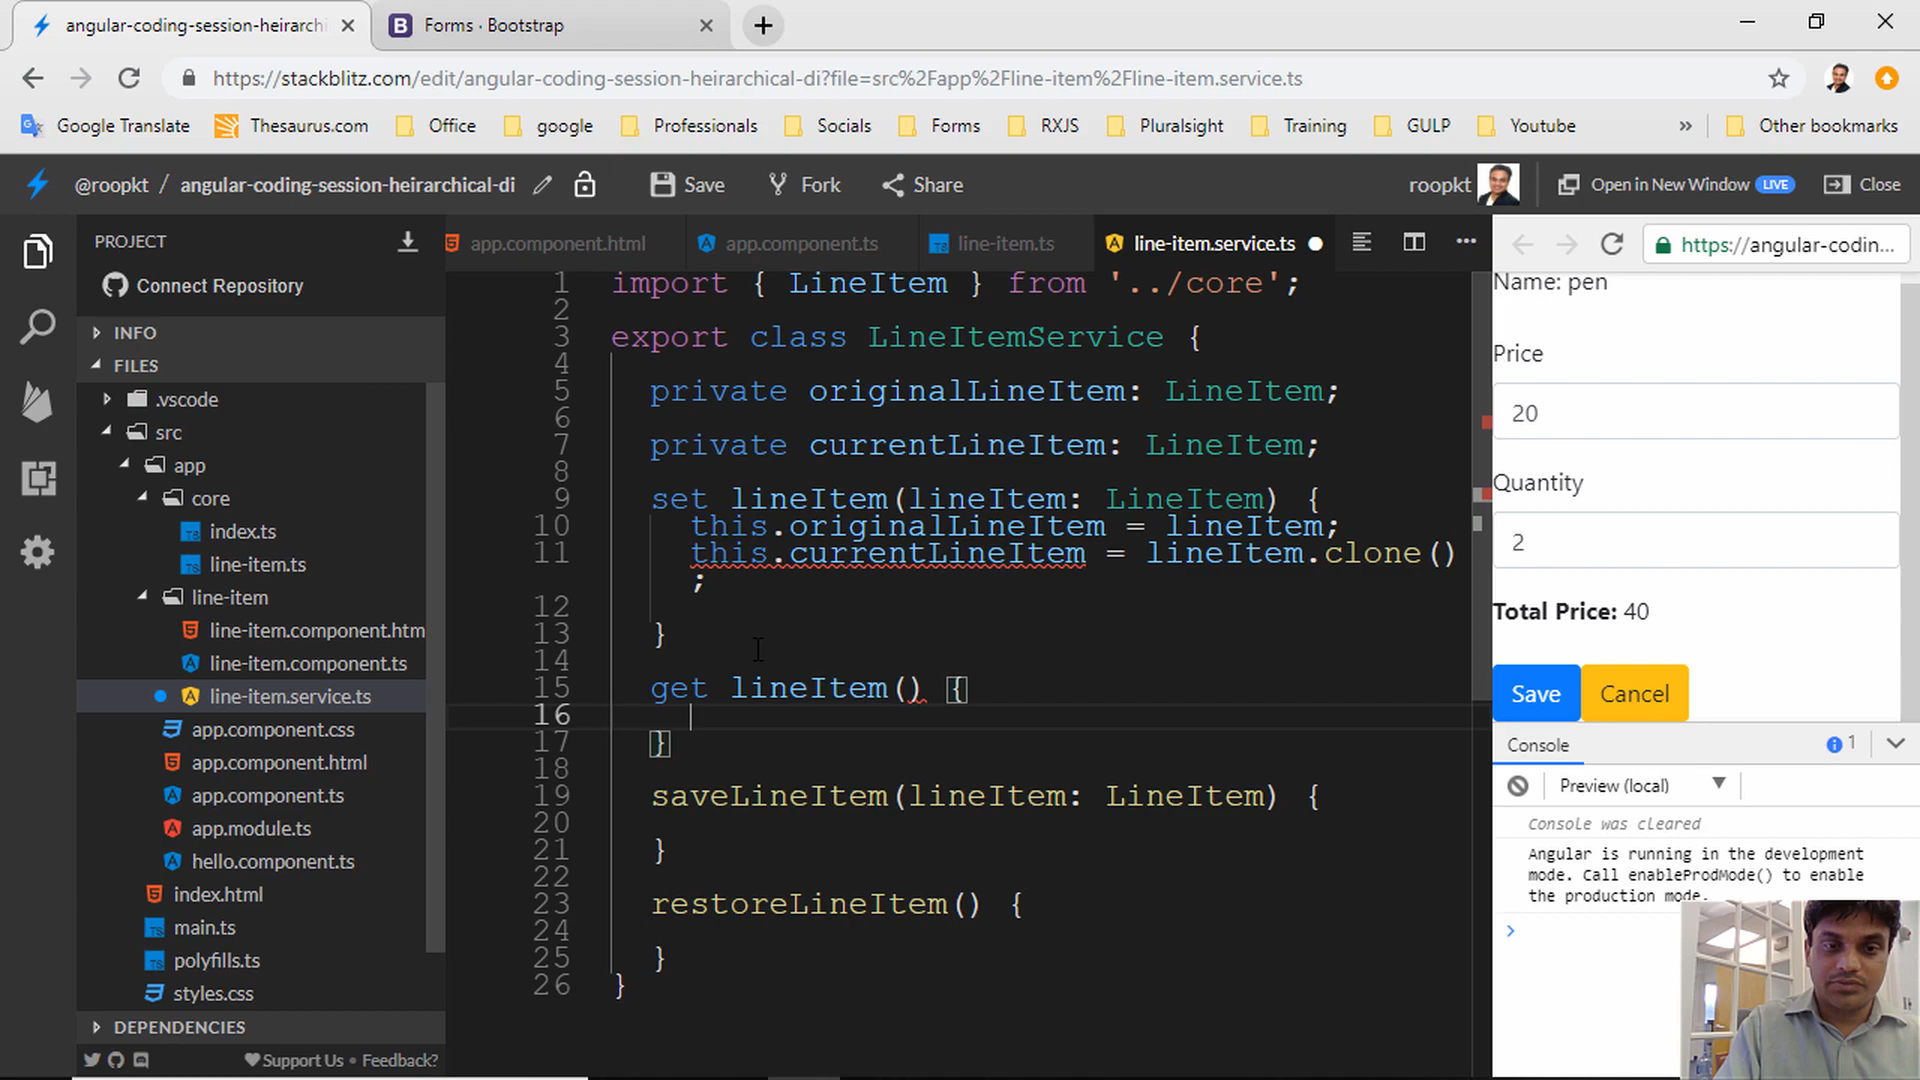 angular-coding-session-heirarchi
Forms · Bootstrap
https://stackblitz.com/edit/angular-coding-session-heirarchical-di?file=src%2Fapp%2Fline-item%2Fline-item.service.ts
Google Translate
Thesaurus.com
Office
google
Professionals
Socials
Forms
RXJS
Pluralsight
Training
GULP
Youtube
»
Other bookmarks
@roopkt / angular-coding-session-heirarchical-di
Save
Fork
Share
roopkt
Open in New Window LIVE
Close
PROJECT
Connect Repository
INFO
FILES
.vscode
src
app
core
index.ts
line-item.ts
line-item
line-item.component.htm
line-item.component.ts
line-item.service.ts
app.component.css
app.component.html
app.component.ts
app.module.ts
hello.component.ts
index.html
main.ts
polyfills.ts
styles.css
DEPENDENCIES
Support Us • Feedback?
app.component.html
app.component.ts
line-item.ts
line-item.service.ts
1 import { LineItem } from '../core';
2
3 export class LineItemService {
4
5 private originalLineItem: LineItem;
6
7 private currentLineItem: LineItem;
8
9 set lineItem(lineItem: LineItem) {
10 this.originalLineItem = lineItem;
11 this.currentLineItem = lineItem.clone()
;
12
13 }
14
15 get lineItem() {
16
17 }
18
19 saveLineItem(lineItem: LineItem) {
20
21 }
22
23 restoreLineItem() {
24
25 }
26 }
https://angular-codin...
Name: pen
Price
20
Quantity
2
Total Price: 40
Save
Cancel
Console
1
Preview (local)
Console was cleared
Angular is running in the development
mode. Call enableProdMode() to enable
the production mode.